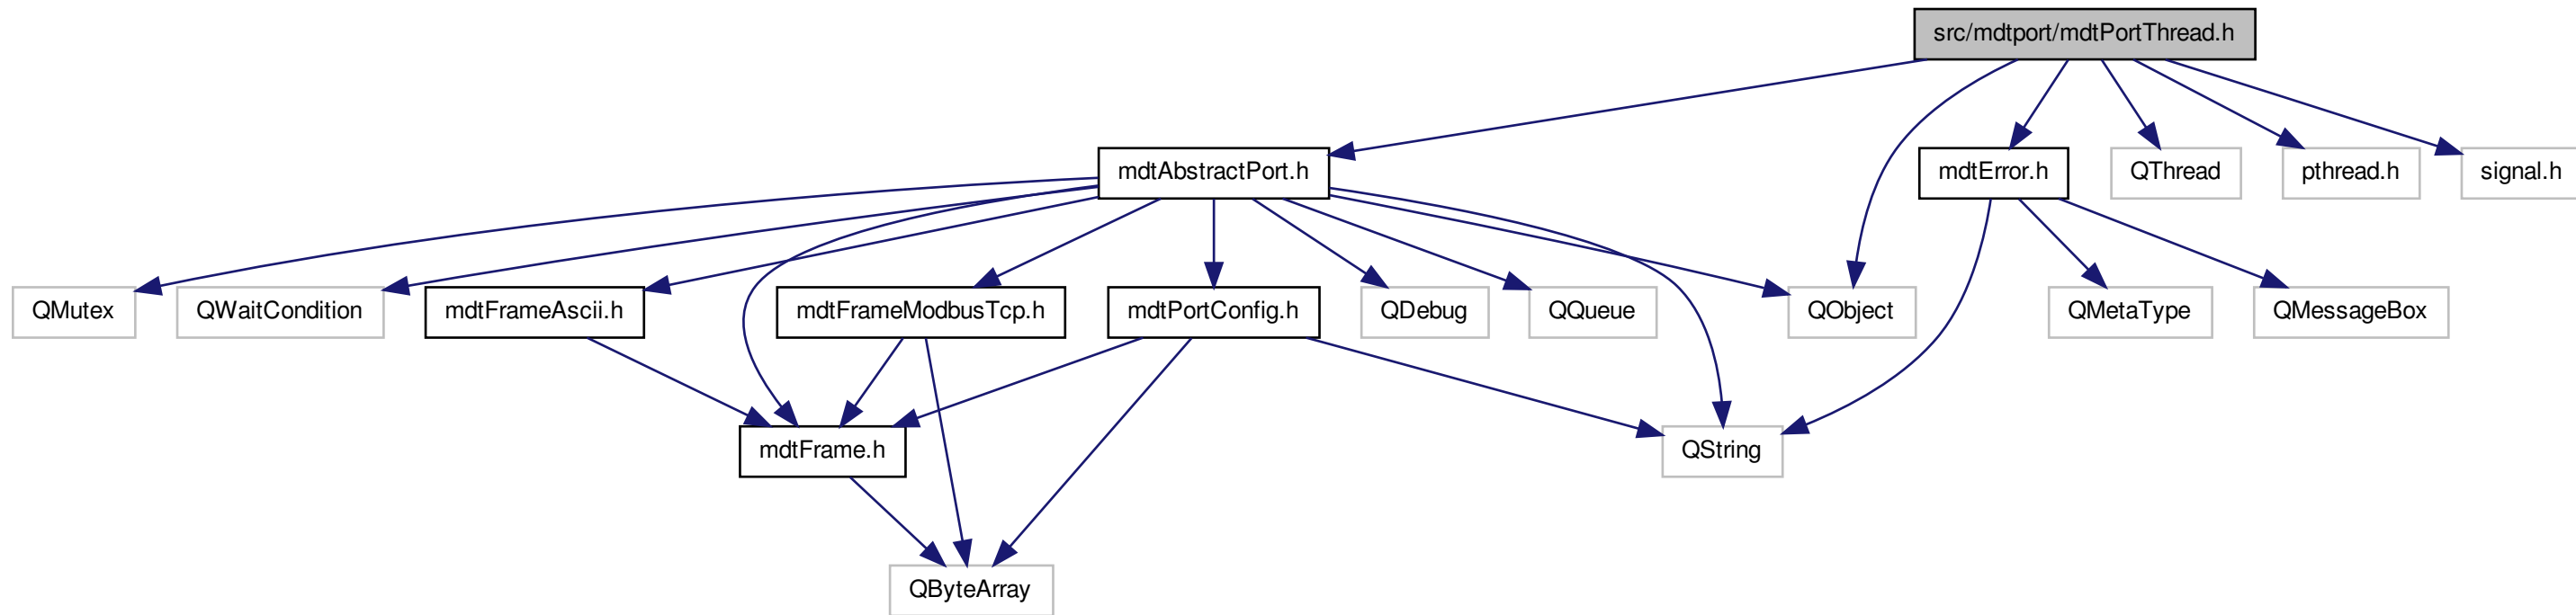 src/mdtport/mdtPortThread.h
mdtAbstractPort.h
mdtError.h
QThread
pthread.h
signal.h
QMutex
QWaitCondition
mdtFrameAscii.h
mdtFrameModbusTcp.h
mdtPortConfig.h
QDebug
QQueue
QObject
QMetaType
QMessageBox
mdtFrame.h
QString
QByteArray